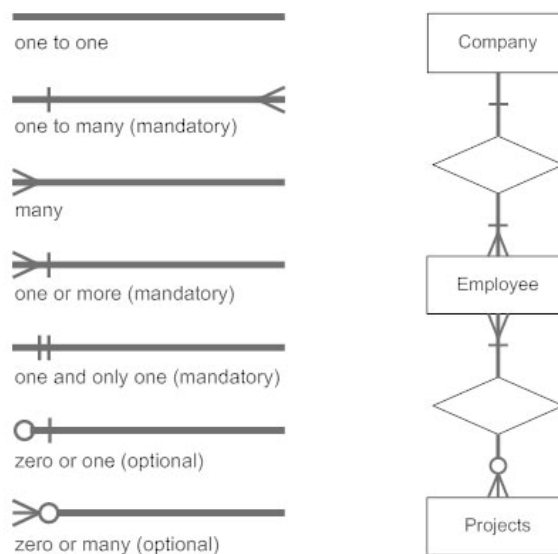 one to one
one to many (mandatory)
many
one or more (mandatory)
one and only one (mandatory)
zero or one (optional)
zero or many (optional)
Company
Employee
Projects